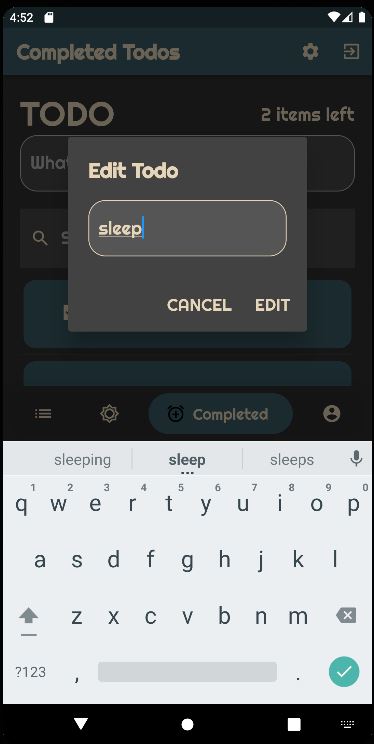 4:52
Completed Todos
TODO
2 items left
Edit Todo
sleep
CANCEL EDIT
Completed
sleeping sleep sleeps
1 2 3 4 5 6 7 8 9 0
q w e r t y u i o p
a s d f g h j k l
z x c v b n m
?123 , .